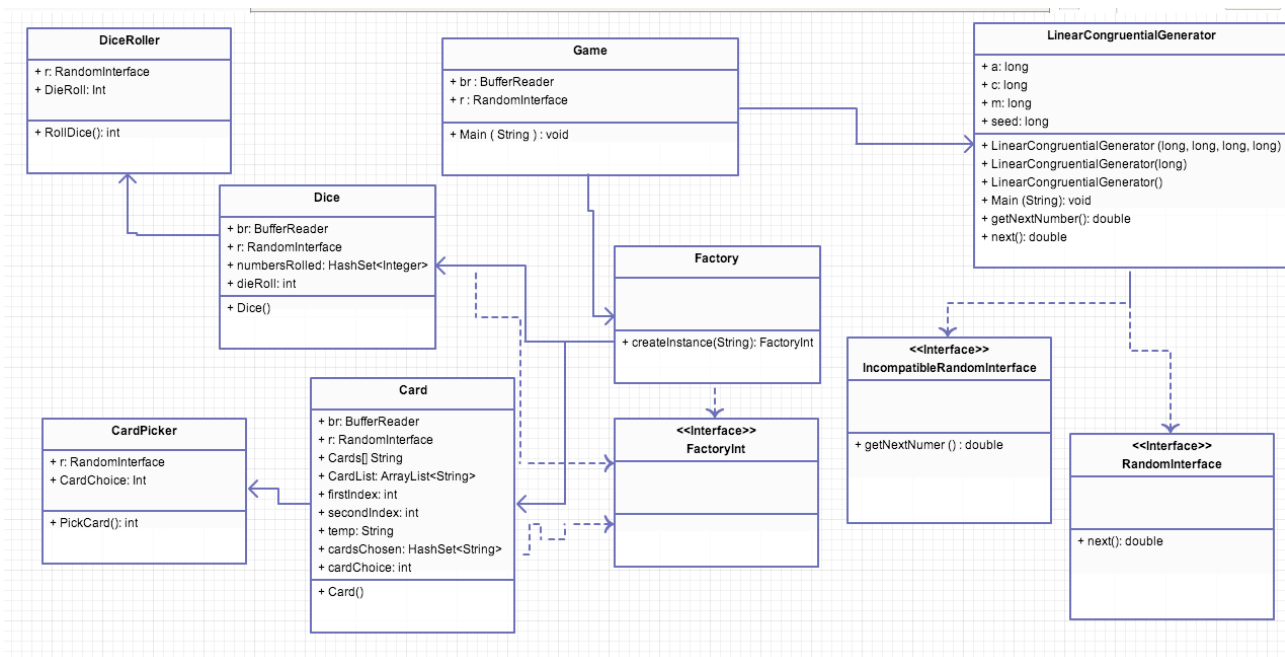 DiceRoller
+ r: RandomInterface
+ DieRoll: Int
+ RollDice(): int
Game
+ br : BufferReader
+ r : RandomInterface
+ Main ( String ) : void
LinearCongruentialGenerator
+ a: long
+ c: long
+ m: long
+ seed: long
+ LinearCongruentialGenerator (long, long, long, long)
+ LinearCongruentialGenerator(long)
+ LinearCongruentialGenerator()
+ Main (String): void
+ getNextNumber(): double
+ next(): double
Dice
+ br: BufferReader
+ r: RandomInterface
+ numbersRolled: HashSet<Integer>
+ dieRoll: int
+ Dice()
Factory
+ createInstance(String): FactoryInt
<<Interface>>
IncompatibleRandomInterface
+ getNextNumer () : double
Card
+ br: BufferReader
+ r: RandomInterface
+ Cards[] String
+ CardList: ArrayList<String>
+ firstIndex: int
+ secondIndex: int
+ temp: String
+ cardsChosen: HashSet<String>
+ cardChoice: int
+ Card()
CardPicker
+ r: RandomInterface
+ CardChoice: Int
+ PickCard(): int
<<Interface>>
FactoryInt
<<Interface>>
RandomInterface
+ next(): double